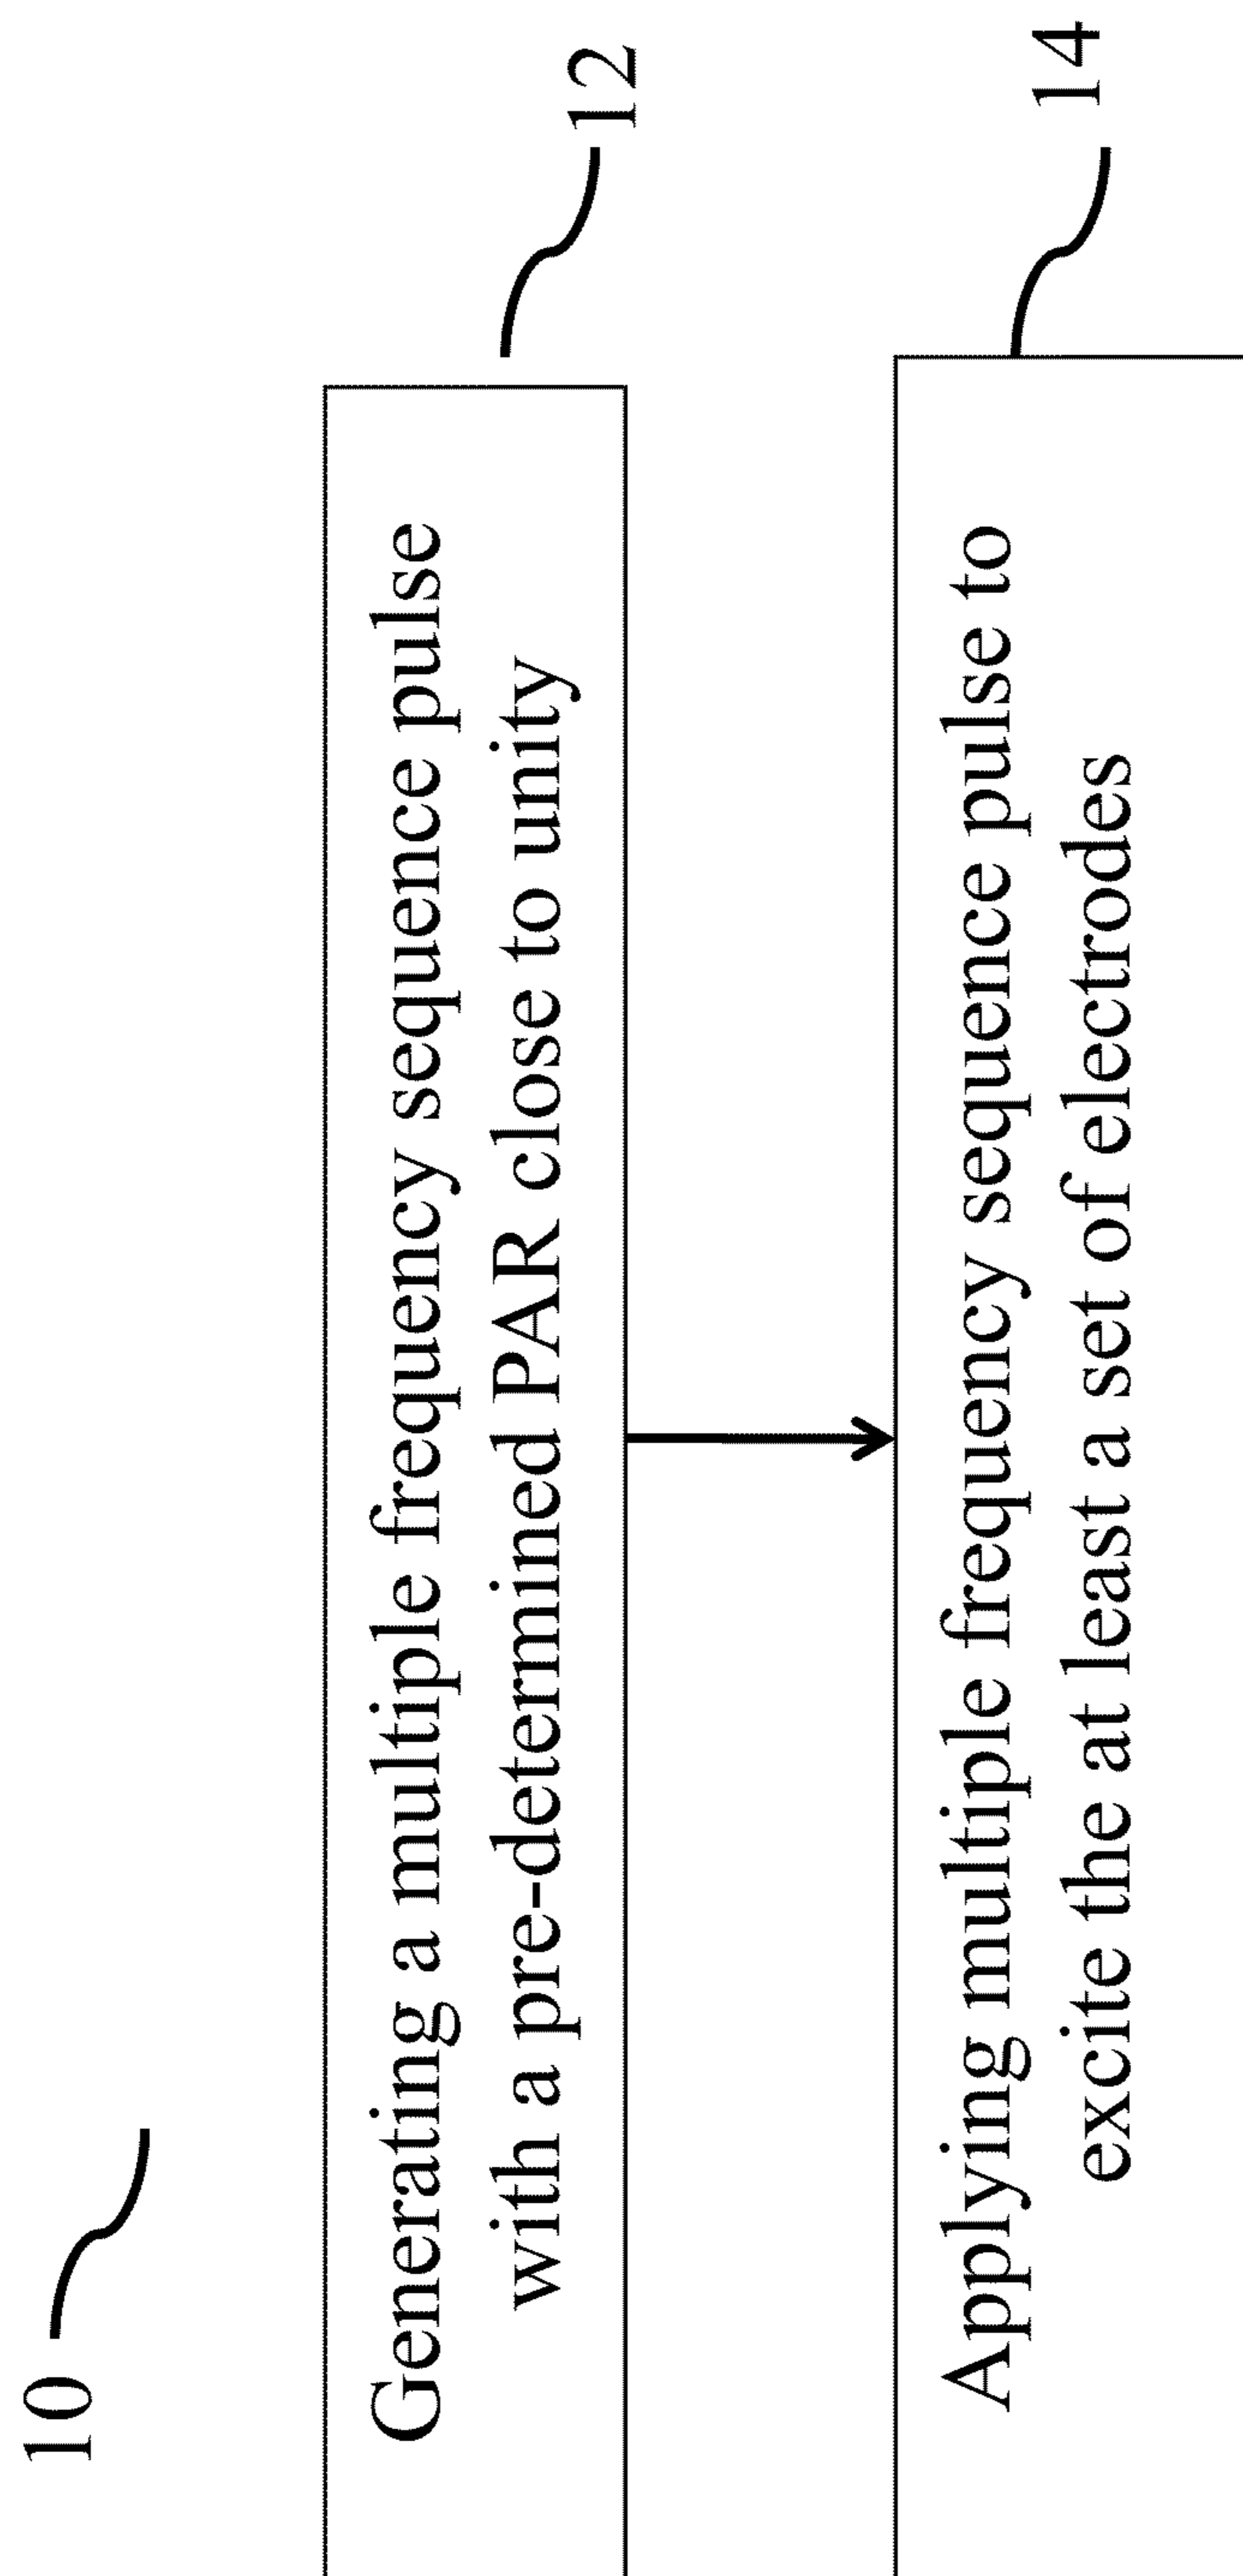 10
12
Generating a multiple frequency sequence pulse
with a pre-determined PAR close to unity
14
Applying multiple frequency sequence pulse to
excite the at least a set of electrodes